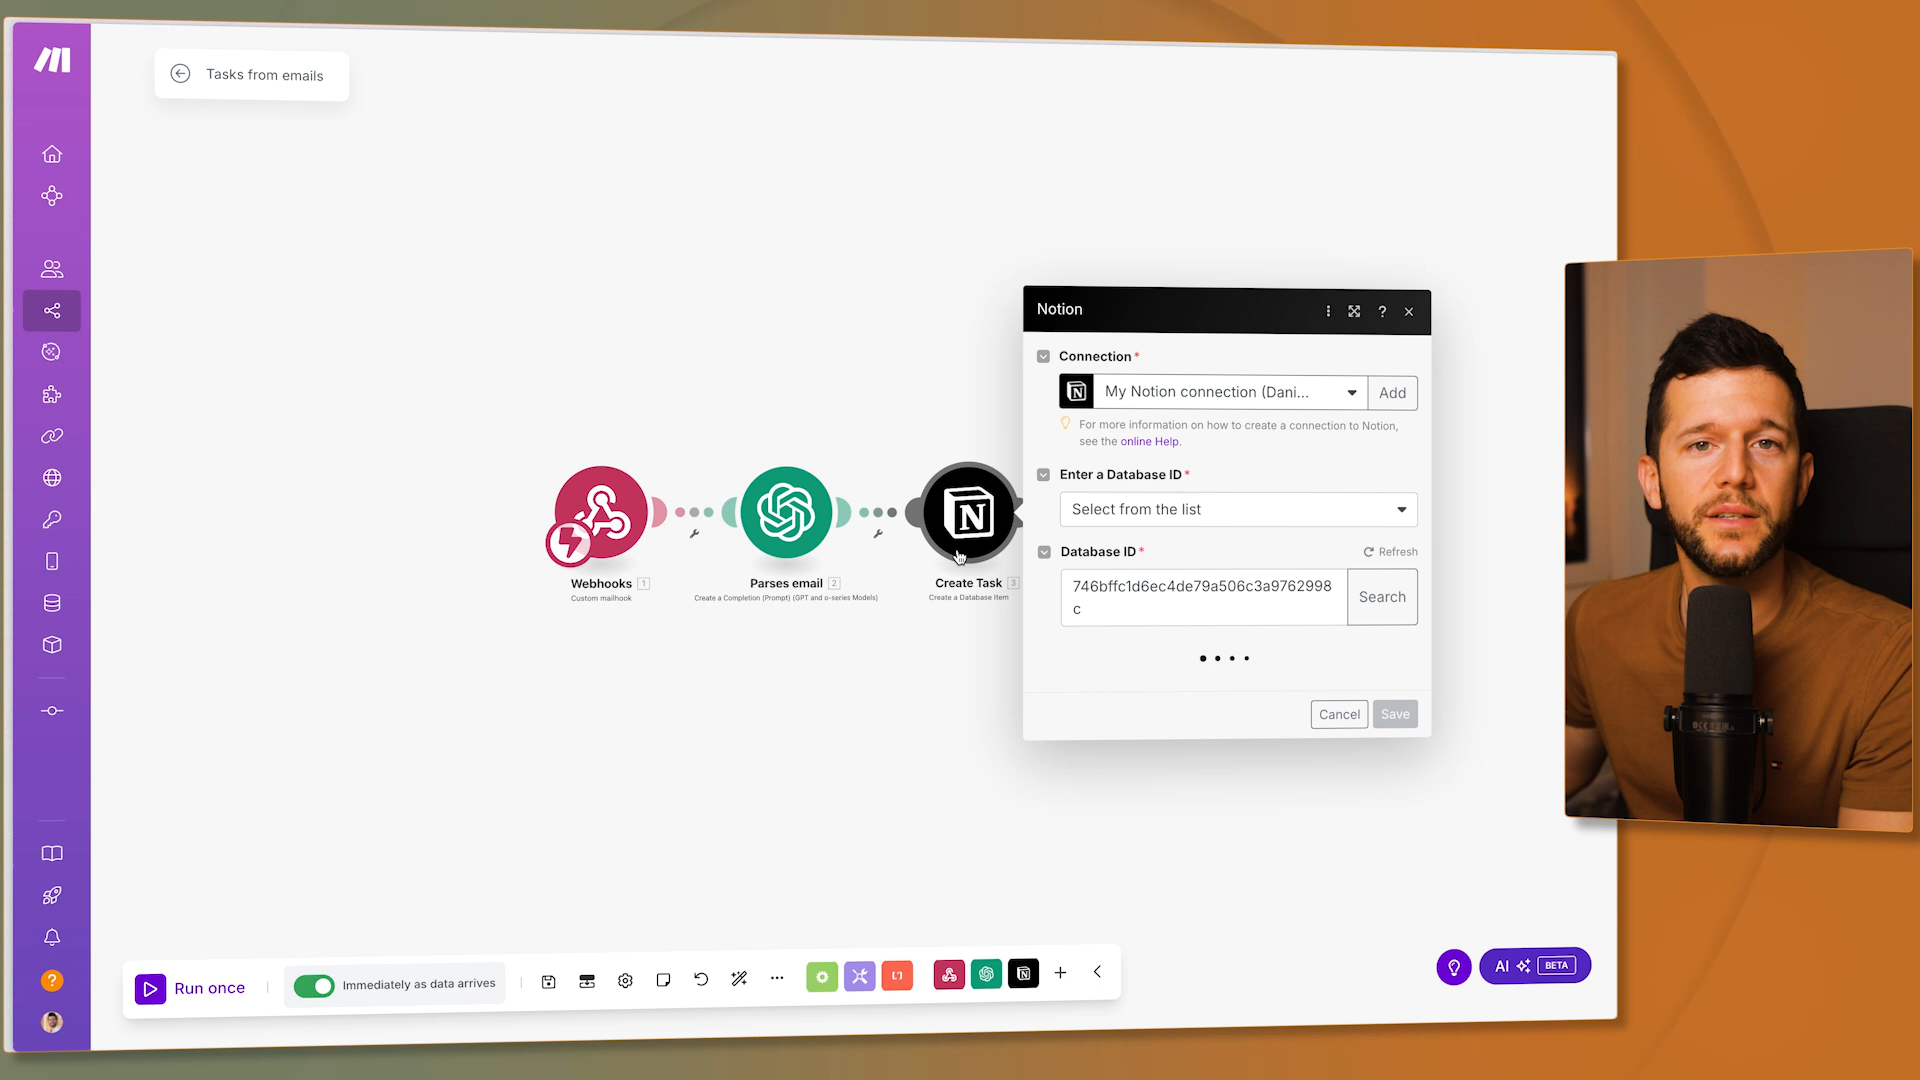 Tasks from emails
Notion
?
Connection *
My Notion connection (Dani...
Add
For more information on how to create a connection to Notion,
see the online Help.
Enter a Database ID *
Select from the list
Database ID *
Refresh
746bffc1d6ec4de79a506c3a9762998
c
Search
Cancel
Save
Webhooks 1
Custom mailhook
Parses email 2
Create a Completion (Prompt) (GPT and o-series Models)
Create Task 3
Create a Database Item
?
Run once
Immediately as data arrives
AI BETA